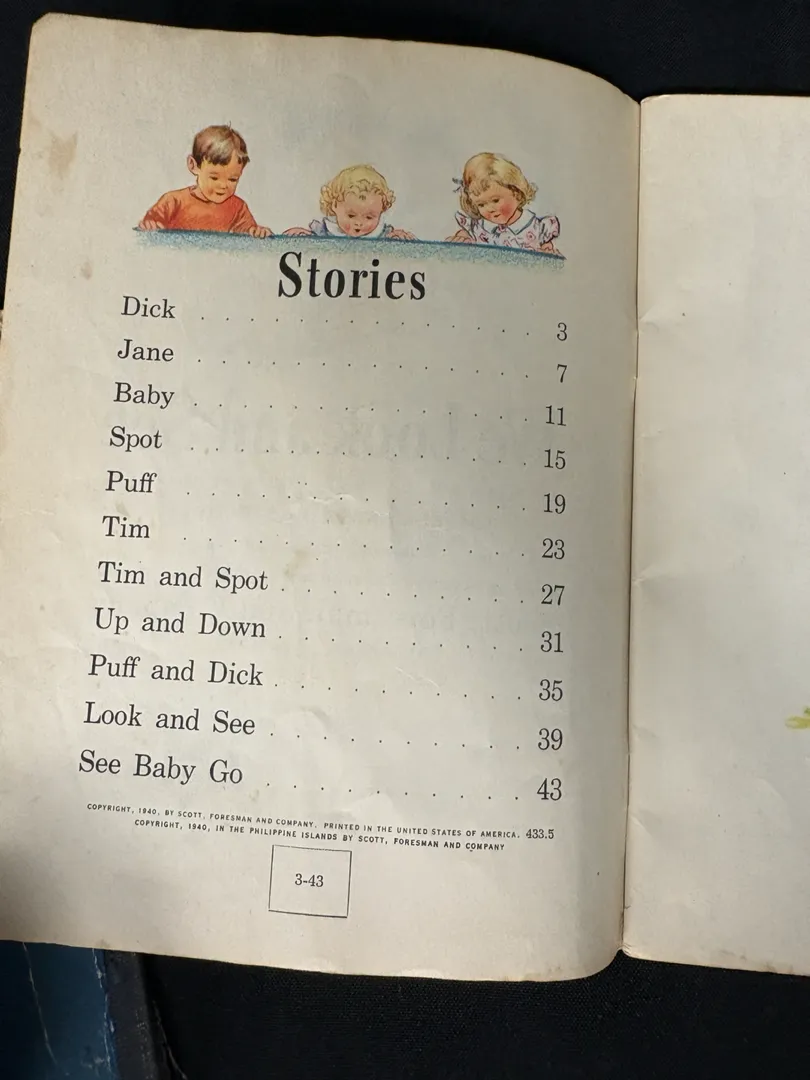 Stories
Dick . . . . . . . . . . . . . . 3
Jane . . . . . . . . . . . . . . 7
Baby . . . . . . . . . . . . . . 11
Spot . . . . . . . . . . . . . . 15
Puff . . . . . . . . . . . . . . 19
Tim . . . . . . . . . . . . . . 23
Tim and Spot . . . . . . . . . . 27
Up and Down . . . . . . . . . . 31
Puff and Dick . . . . . . . . . . 35
Look and See . . . . . . . . . . 39
See Baby Go . . . . . . . . . . 43
COPYRIGHT, 1940, BY SCOTT, FORESMAN AND COMPANY. PRINTED IN THE UNITED STATES OF AMERICA. 433.5
COPYRIGHT, 1940, IN THE PHILIPPINE ISLANDS BY SCOTT, FORESMAN AND COMPANY
3-43